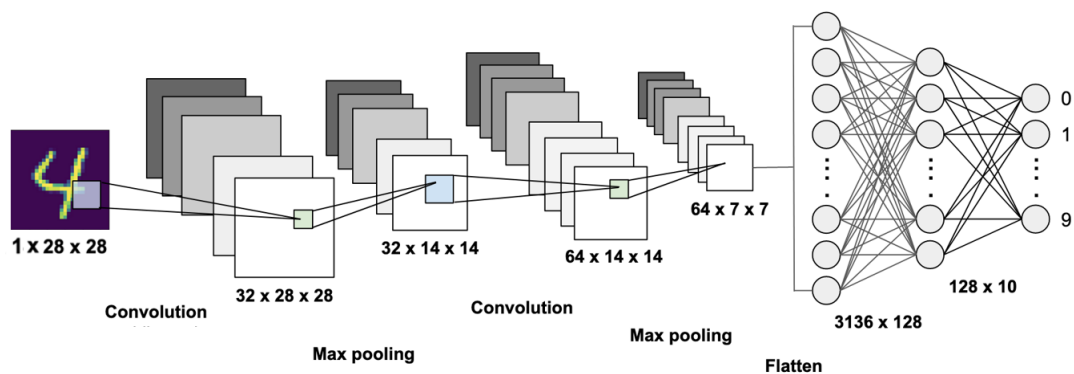 1 x 28 x 28
32 x 28 x 28
32 x 14 x 14
64 x 14 x 14
64 x 7 x 7
3136 x 128
128 x 10
0
1
9
Convolution
Max pooling
Convolution
Max pooling
Flatten